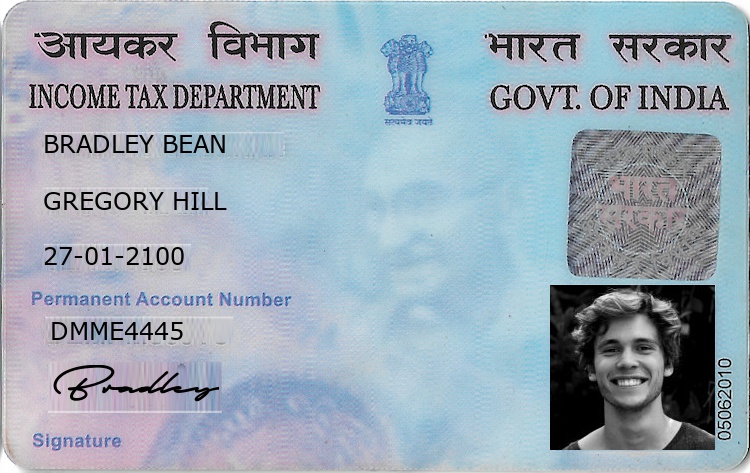 आयकर विभाग
भारत सरकार
INCOME TAX DEPARTMENT
GOVT. OF INDIA
सत्यमेव जयते
BRADLEY BEAN
GREGORY HILL
27-01-2100
भारत
सरकार
Permanent Account Number
DMME4445
Bradley
Signature
05062010